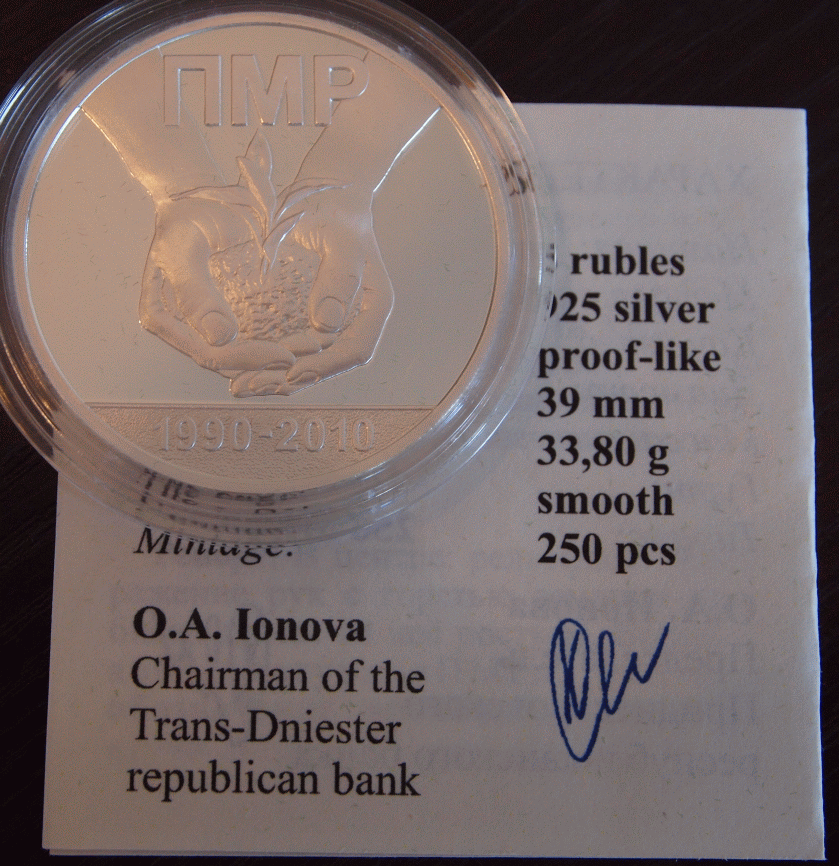 ПМР
1990-2010
rubles
925 silver
proof-like
39 mm
33,80 g
smooth
Mintage:
250 pcs
O.A. Ionova
Chairman of the
Trans-Dniester
republican bank